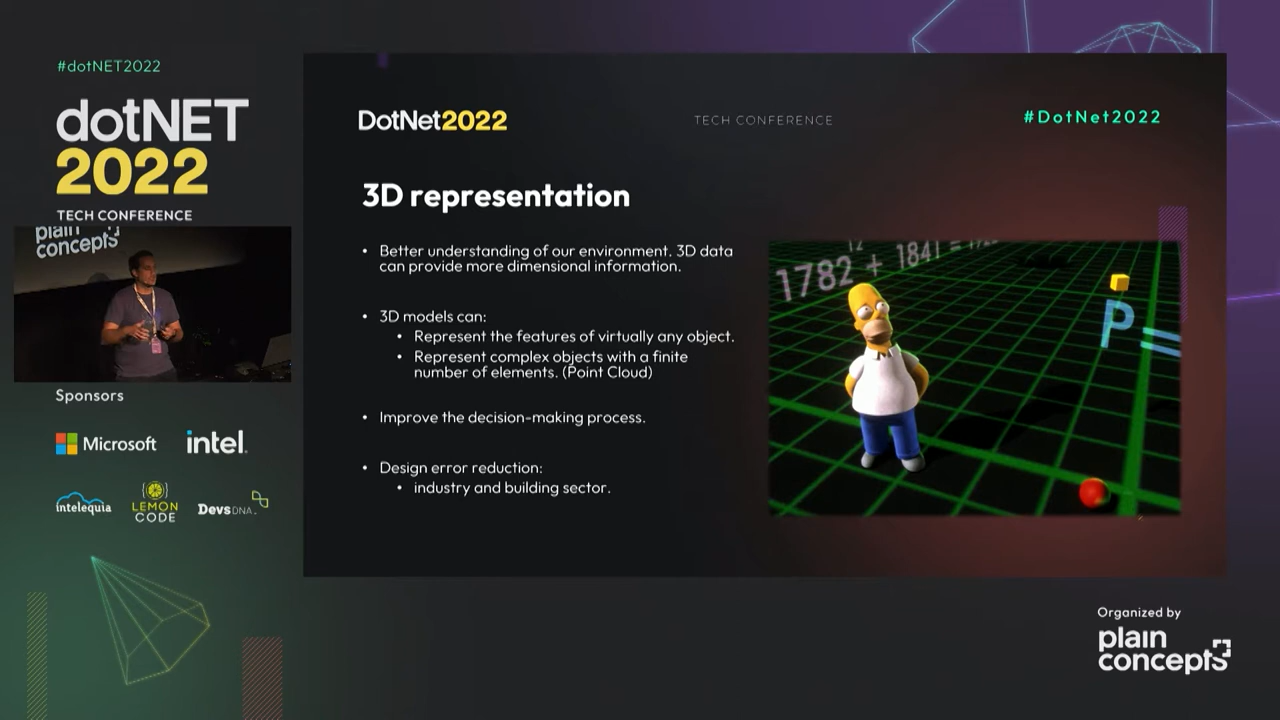 #dotNET2022
dotNET
2022
TECH CONFERENCE
plain
concepts
Sponsors
Microsoft
intel.
intelequia
LEMON
CODE
DevsDNA.
DotNet2022
TECH CONFERENCE
#DotNet2022
3D representation
• Better understanding of our environment. 3D data
can provide more dimensional information.
• 3D models can:
• Represent the features of virtually any object.
• Represent complex objects with a finite
number of elements. (Point Cloud)
• Improve the decision-making process.
• Design error reduction:
• industry and building sector.
12
1782 + 1841 =
P =
Organized by
plain
concepts